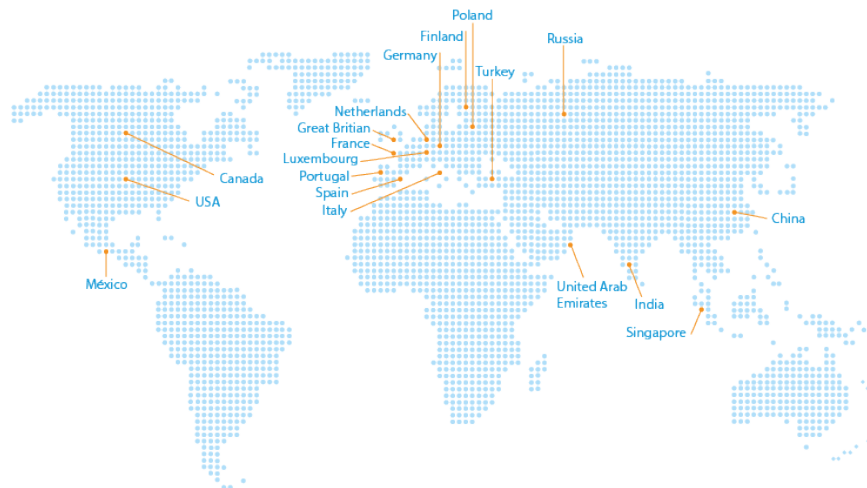 Poland
Finland
Russia
Germany
Turkey
Netherlands
Great Britian
France
Luxembourg
Portugal
Canada
Spain
USA
Italy
China
México
United Arab
Emirates
India
Singapore